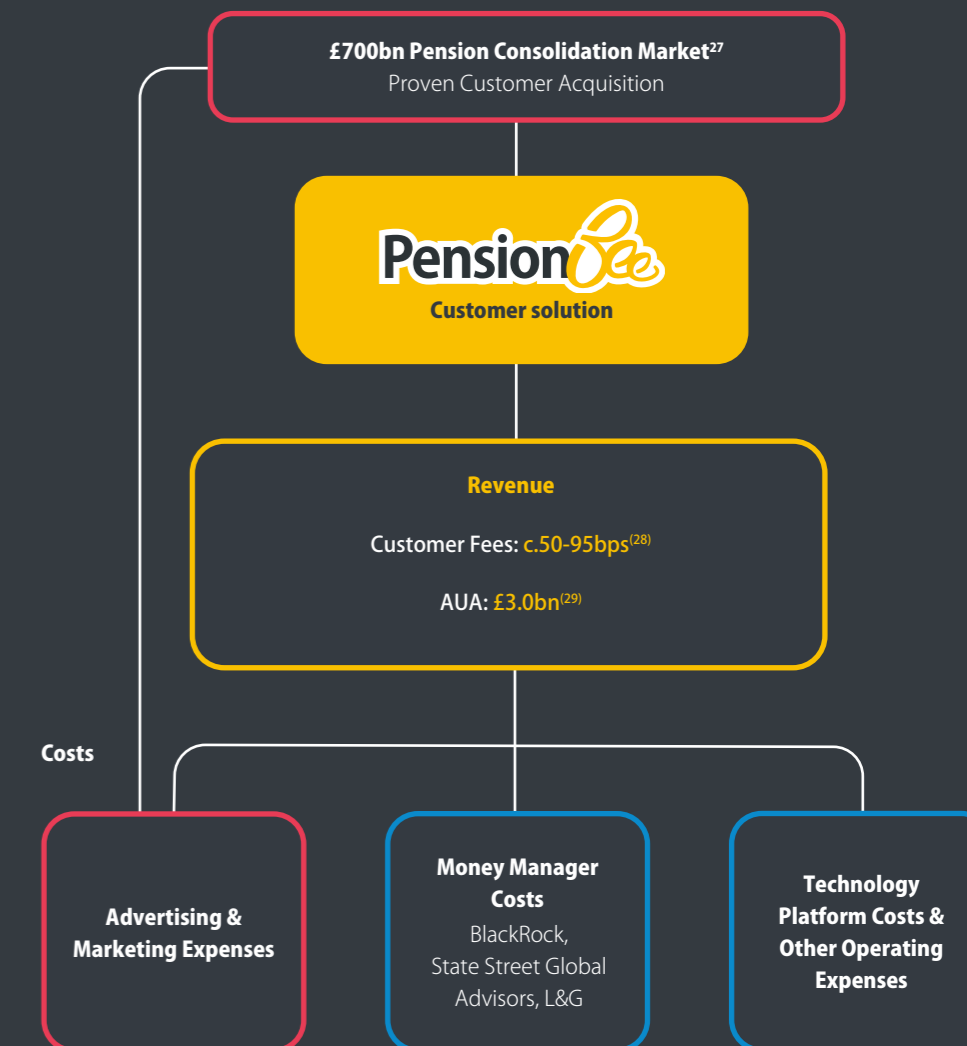 £700bn Pension Consolidation Market²⁷
Proven Customer Acquisition
PensionBee
Customer solution
Revenue
Customer Fees: c.50-95bps⁽²⁸⁾
AUA: £3.0bn⁽²⁹⁾
Costs
Advertising &
Marketing Expenses
Money Manager
Costs
BlackRock,
State Street Global
Advisors, L&G
Technology
Platform Costs &
Other Operating
Expenses